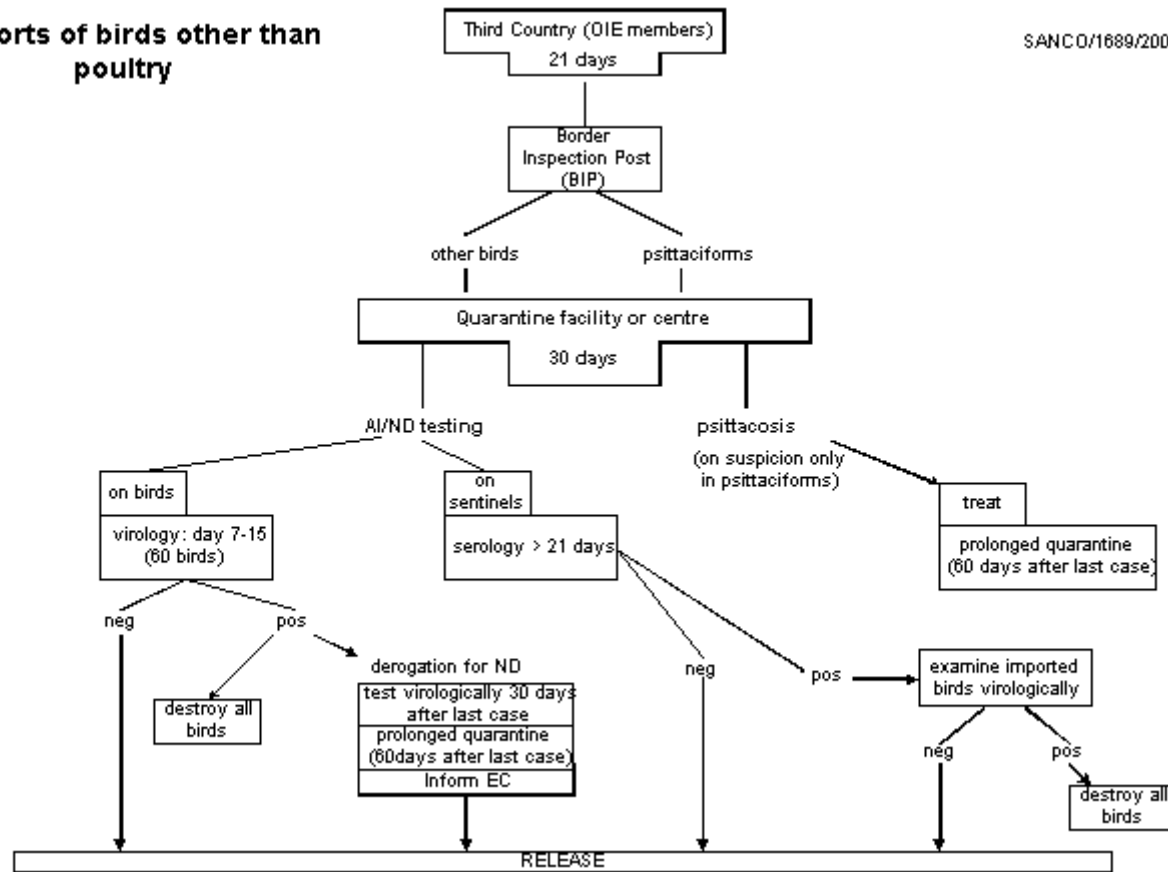 orts of birds other than
poultry
SANCO/1689/200
Third Country (OIE members)
21 days
Border
Inspection Post
(BIP)
other birds
psittaciforms
Quarantine facility or centre
30 days
AI/ND testing
psittacosis
(on suspicion only
in psittaciforms)
on birds
virology: day 7-15
(60 birds)
on
sentinels
serology > 21 days
treat
prolonged quarantine
(60 days after last case)
neg
pos
destroy all
birds
derogation for ND
test virologically 30 days
after last case
prolonged quarantine
(60days after last case)
Inform EC
neg
pos
examine imported
birds virologically
neg
pos
destroy all
birds
RELEASE